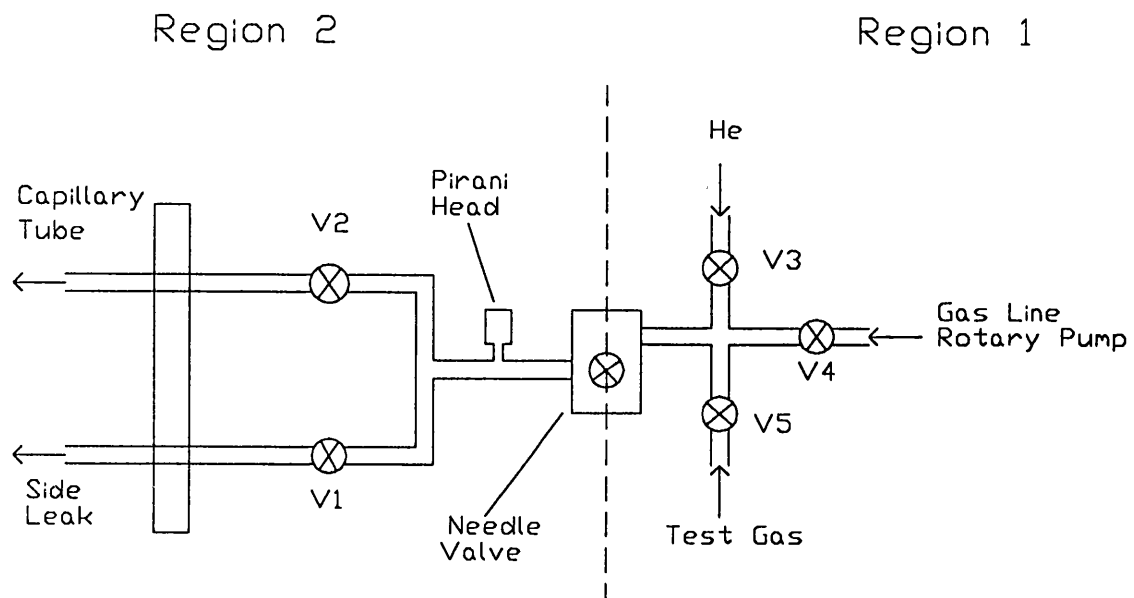 Region 2
Region 1
He
Capillary
Tube
Pirani
Head
V2
V3
Gas Line
Rotary Pump
V4
V5
Side
Leak
V1
Needle
Valve
Test Gas